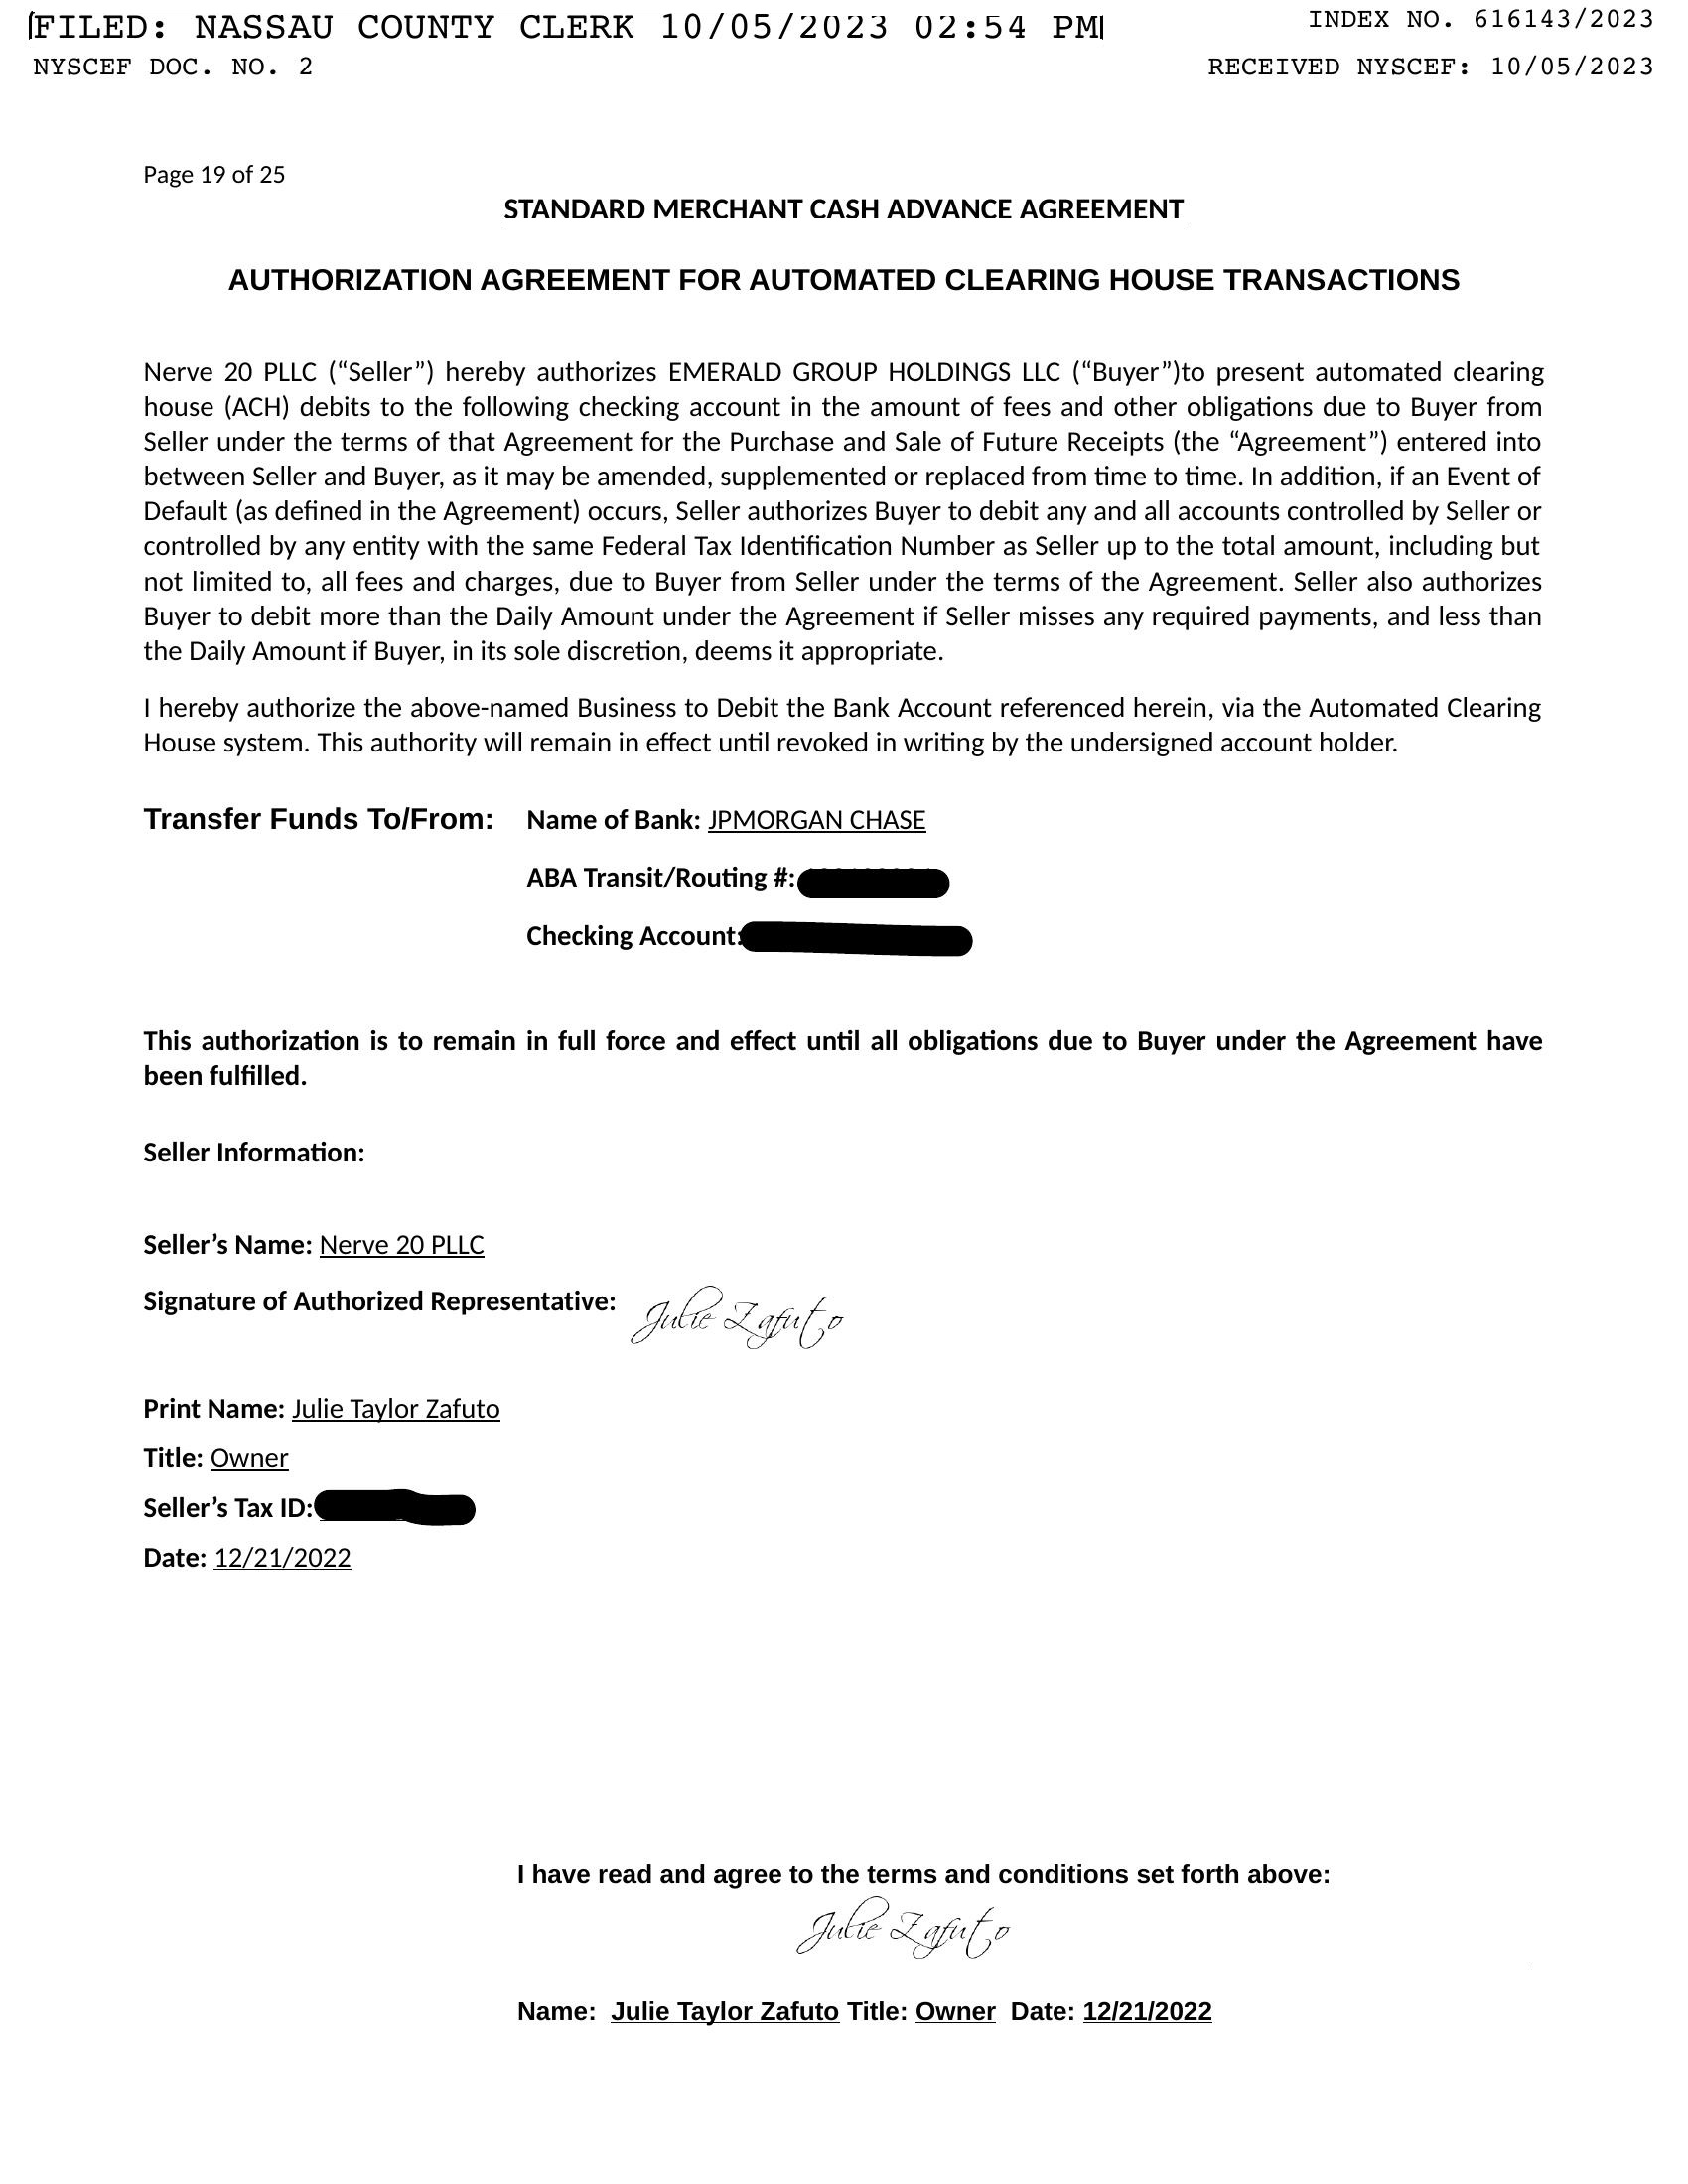 FILED: NASSAU COUNTY CLERK 10/05/2023 02:54 PM
INDEX NO. 616143/2023
NYSCEF DOC. NO. 2
RECEIVED NYSCEF: 10/05/2023
Page 19 of 25
STANDARD MERCHANT CASH ADVANCE AGREEMENT
AUTHORIZATION AGREEMENT FOR AUTOMATED CLEARING HOUSE TRANSACTIONS
Nerve 20 PLLC (“Seller”) hereby authorizes EMERALD GROUP HOLDINGS LLC (“Buyer”)to present automated clearing
house (ACH) debits to the following checking account in the amount of fees and other obligations due to Buyer from
Seller under the terms of that Agreement for the Purchase and Sale of Future Receipts (the “Agreement”) entered into
between Seller and Buyer, as it may be amended, supplemented or replaced from time to time. In addition, if an Event of
Default (as defined in the Agreement) occurs, Seller authorizes Buyer to debit any and all accounts controlled by Seller or
controlled by any entity with the same Federal Tax Identification Number as Seller up to the total amount, including but
not limited to, all fees and charges, due to Buyer from Seller under the terms of the Agreement. Seller also authorizes
Buyer to debit more than the Daily Amount under the Agreement if Seller misses any required payments, and less than
the Daily Amount if Buyer, in its sole discretion, deems it appropriate.
I hereby authorize the above-named Business to Debit the Bank Account referenced herein, via the Automated Clearing
House system. This authority will remain in effect until revoked in writing by the undersigned account holder.
Transfer Funds To/From: Name of Bank: JPMORGAN CHASE
ABA Transit/Routing #:
Checking Account:
This authorization is to remain in full force and effect until all obligations due to Buyer under the Agreement have
been fulfilled.
Seller Information:
Seller’s Name: Nerve 20 PLLC
Signature of Authorized Representative: Julie Zafuto
Print Name: Julie Taylor Zafuto
Title: Owner
Seller’s Tax ID:
Date: 12/21/2022
I have read and agree to the terms and conditions set forth above:
Julie Zafuto
Name: Julie Taylor Zafuto Title: Owner Date: 12/21/2022